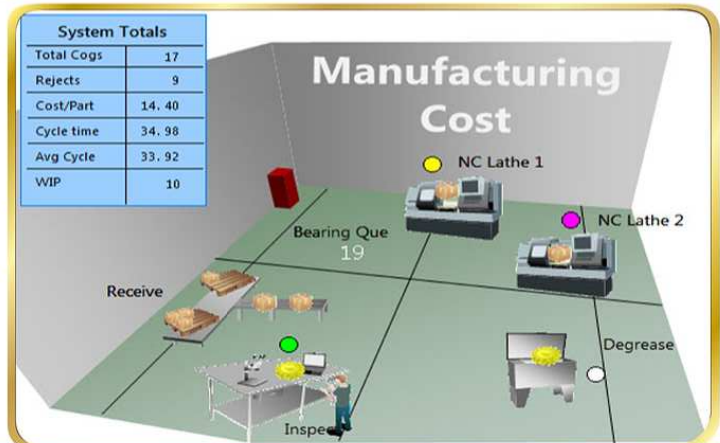 System Totals
Total Cogs 17
Rejects 9
Cost/Part 14. 40
Cycle time 34. 98
Avg Cycle 33. 92
WIP 10
Manufacturing
Cost
NC Lathe 1
NC Lathe 2
Bearing Que
19
Receive
Degrease
Inspec